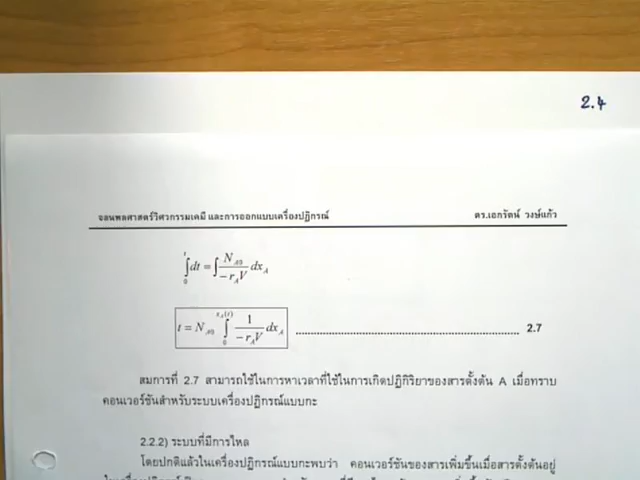 2.4
จลนพลศาสตร์วิศวกรรมเคมี และการออกแบบเครื่องปฏิกรณ์ ดร.เอกรัตน์ วงษ์แก้ว
∫₀ᵗ dt = ∫ N_A0 / (-r_A V) dx_A
t = N_A0 ∫₀^{x_A(t)} 1 / (-r_A V) dx_A ........................................ 2.7
สมการที่ 2.7 สามารถใช้ในการหาเวลาที่ใช้ในการเกิดปฏิกิริยาของสารตั้งต้น A เมื่อทราบ
คอนเวอร์ชันสำหรับระบบเครื่องปฏิกรณ์แบบกะ
2.2.2) ระบบที่มีการไหล
โดยปกติแล้วในเครื่องปฏิกรณ์แบบกะพบว่า คอนเวอร์ชันของสารเพิ่มขึ้นเมื่อสารตั้งต้นอยู่